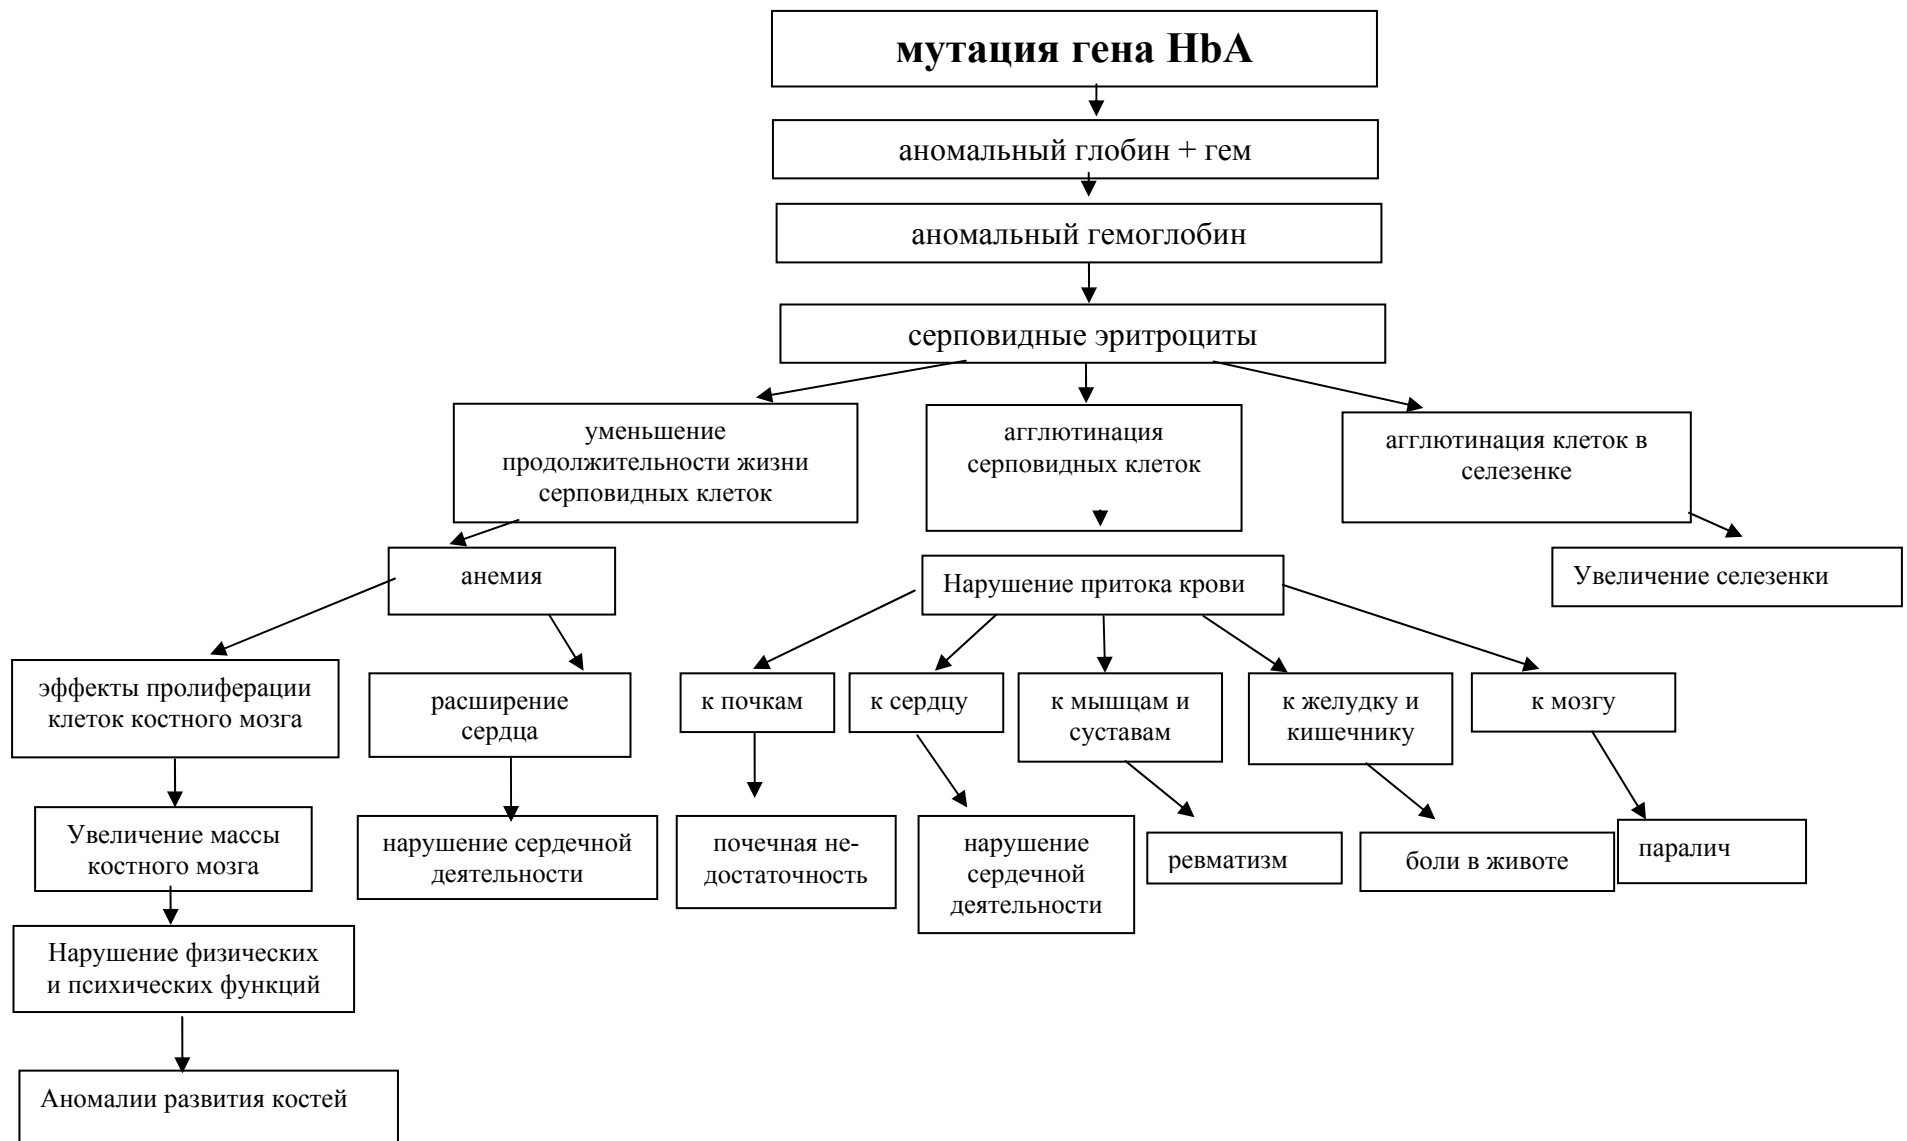 мутация гена HbA
аномальный глобин + гем
аномальный гемоглобин
серповидные эритроциты
уменьшение
продолжительности жизни
серповидных клеток
агглютинация
серповидных клеток
агглютинация клеток в
селезенке
анемия
Нарушение притока крови
Увеличение селезенки
эффекты пролиферации
клеток костного мозга
расширение
сердца
к почкам
к сердцу
к мышцам и
суставам
к желудку и
кишечнику
к мозгу
Увеличение массы
костного мозга
нарушение сердечной
деятельности
почечная не-
достаточность
нарушение
сердечной
деятельности
ревматизм
боли в животе
паралич
Нарушение физических
и психических функций
Аномалии развития костей